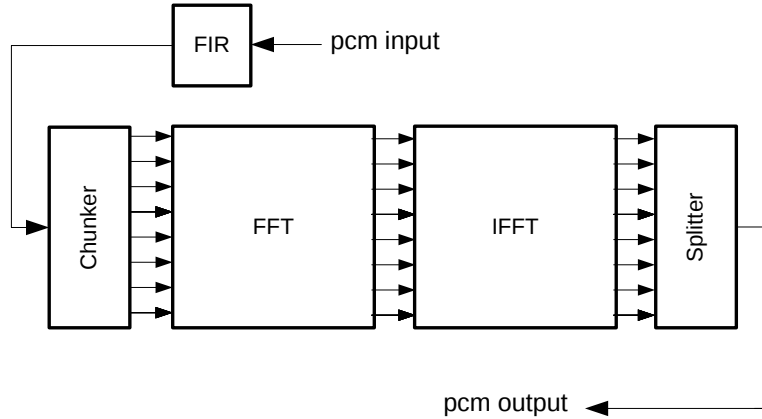 FIR
pcm input
Chunker
FFT
IFFT
Splitter
pcm output